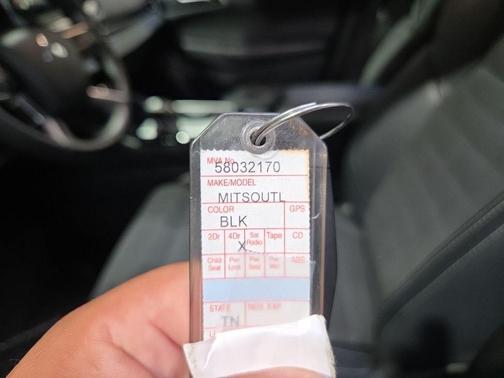 MVA No.
58032170
MAKE/MODEL
MITSOUTL
COLOR GPS
BLK
2Dr 4Dr Sat Radio Tape CD
X
Child Seat Pwr Lock Pwr Seat Pwr Win ABS
STATE REG. EXP.
TN